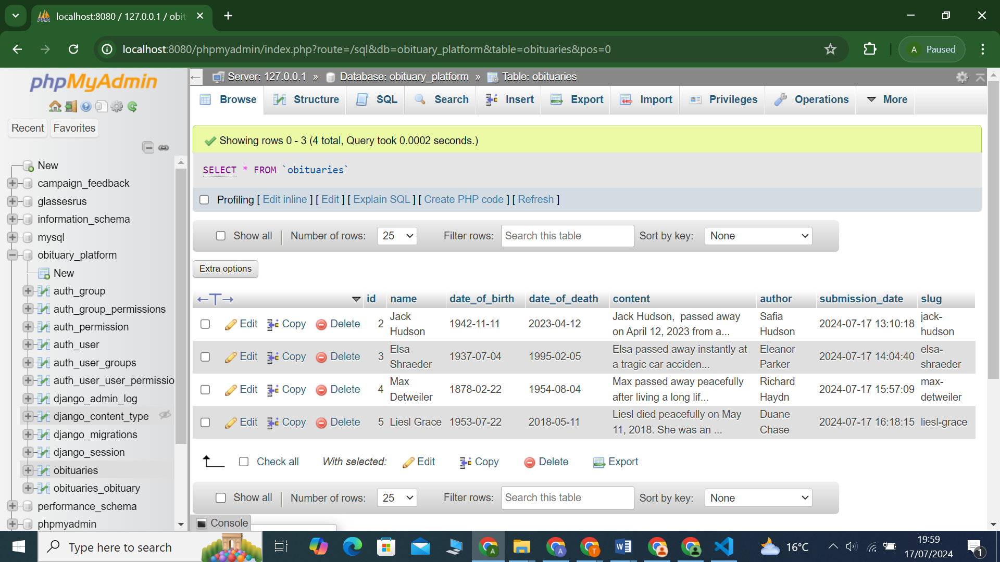 localhost:8080 / 127.0.0.1 / obit
localhost:8080/phpmyadmin/index.php?route=/sql&db=obituary_platform&table=obituaries&pos=0
A Paused
phpMyAdmin
Recent Favorites
New
campaign_feedback
glassesrus
information_schema
mysql
obituary_platform
New
auth_group
auth_group_permissions
auth_permission
auth_user
auth_user_groups
auth_user_user_permissio
django_admin_log
django_content_type
django_migrations
django_session
obituaries
obituaries_obituary
performance_schema
phpmyadmin
Server: 127.0.0.1 » Database: obituary_platform » Table: obituaries
Browse Structure SQL Search Insert Export Import Privileges Operations More
Showing rows 0 - 3 (4 total, Query took 0.0002 seconds.)
SELECT * FROM `obituaries`
Profiling [ Edit inline ] [ Edit ] [ Explain SQL ] [ Create PHP code ] [ Refresh ]
Show all | Number of rows: 25 Filter rows: Search this table Sort by key: None
Extra options
←T→ id name date_of_birth date_of_death content author submission_date slug
Edit Copy Delete 2 Jack Hudson 1942-11-11 2023-04-12 Jack Hudson, passed away on April 12, 2023 from a... Safia Hudson 2024-07-17 13:10:18 jack-hudson
Edit Copy Delete 3 Elsa Shraeder 1937-07-04 1995-02-05 Elsa passed away instantly at a tragic car acciden... Eleanor Parker 2024-07-17 14:04:40 elsa-shraeder
Edit Copy Delete 4 Max Detweiler 1878-02-22 1954-08-04 Max passed away peacefully after living a long lif... Richard Haydn 2024-07-17 15:57:09 max-detweiler
Edit Copy Delete 5 Liesl Grace 1953-07-22 2018-05-11 Liesl died peacefully on May 11, 2018. She was an ... Duane Chase 2024-07-17 16:18:15 liesl-grace
Check all With selected: Edit Copy Delete Export
Show all | Number of rows: 25 Filter rows: Search this table Sort by key: None
Console
Type here to search
16°C
19:59
17/07/2024
1